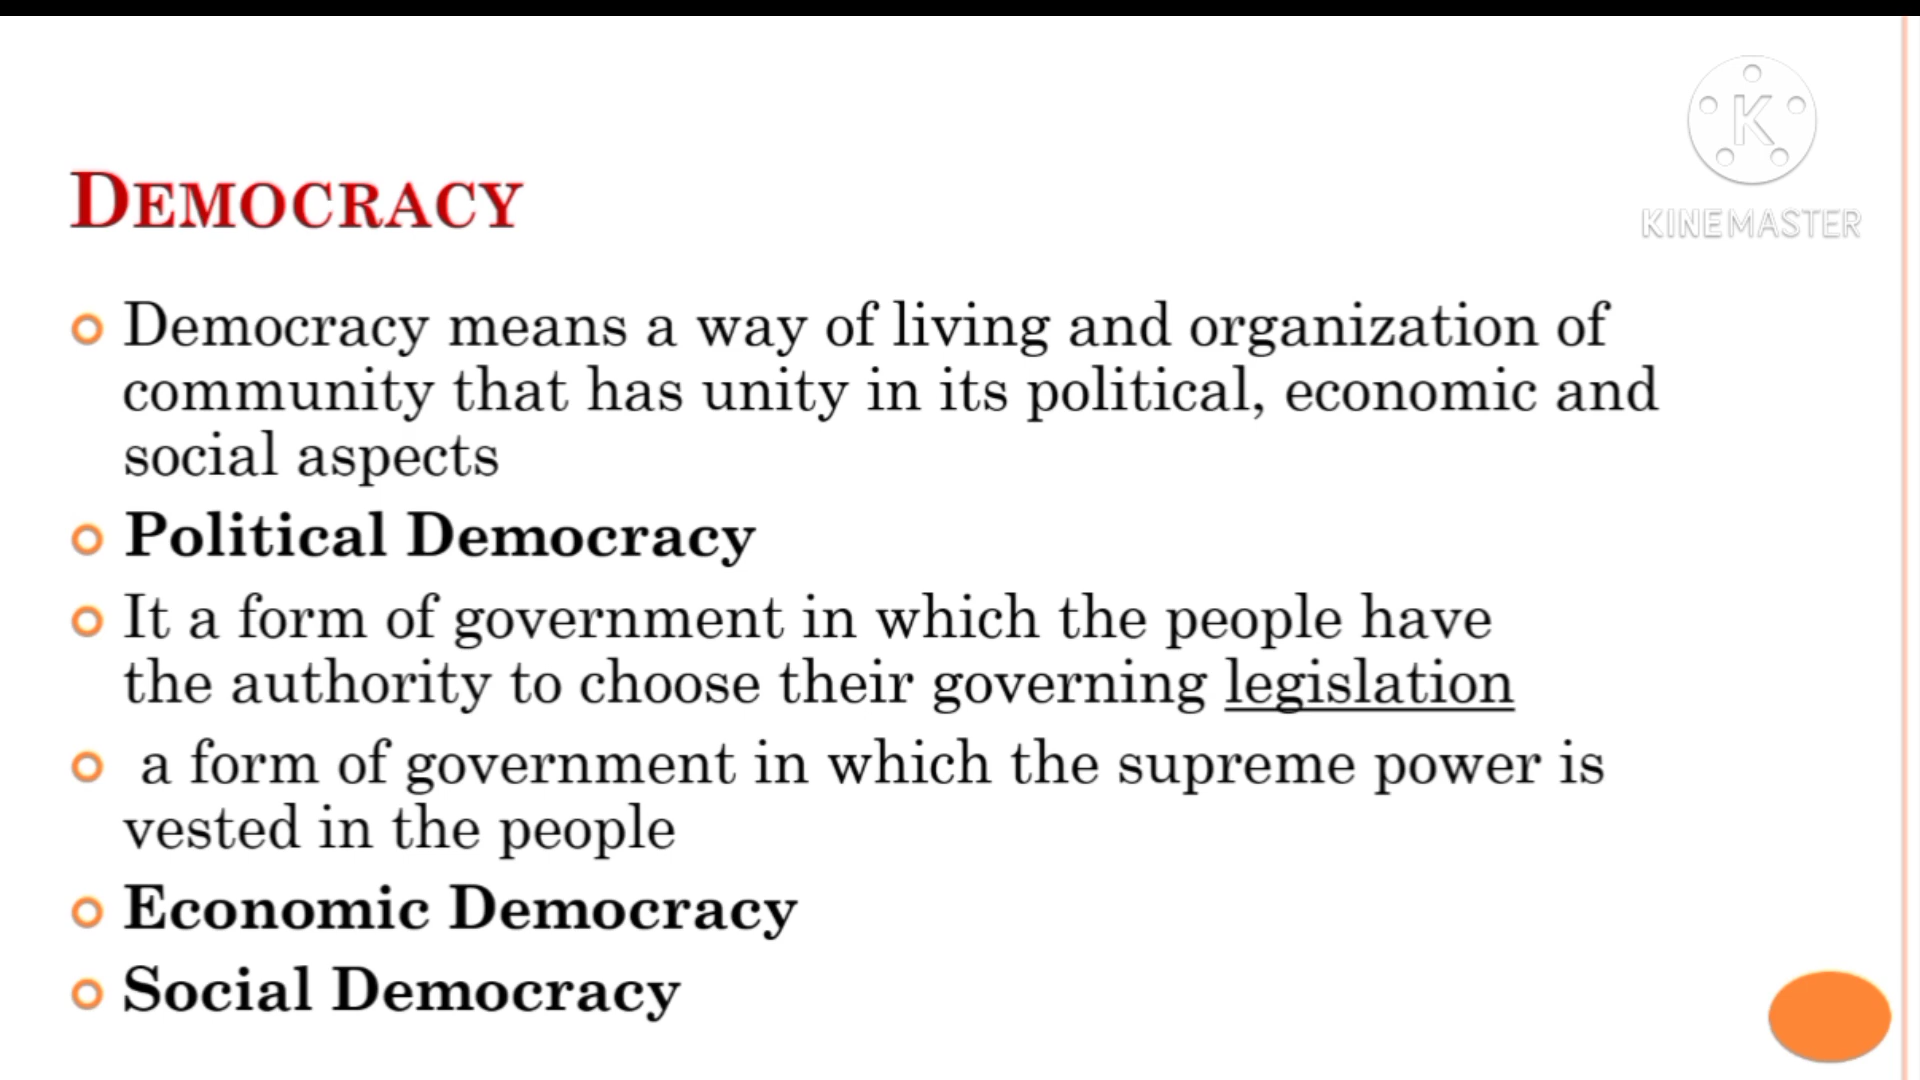 KINEMASTER
DEMOCRACY
Democracy means a way of living and organization of
community that has unity in its political, economic and
social aspects
Political Democracy
It a form of government in which the people have
the authority to choose their governing legislation
a form of government in which the supreme power is
vested in the people
Economic Democracy
Social Democracy